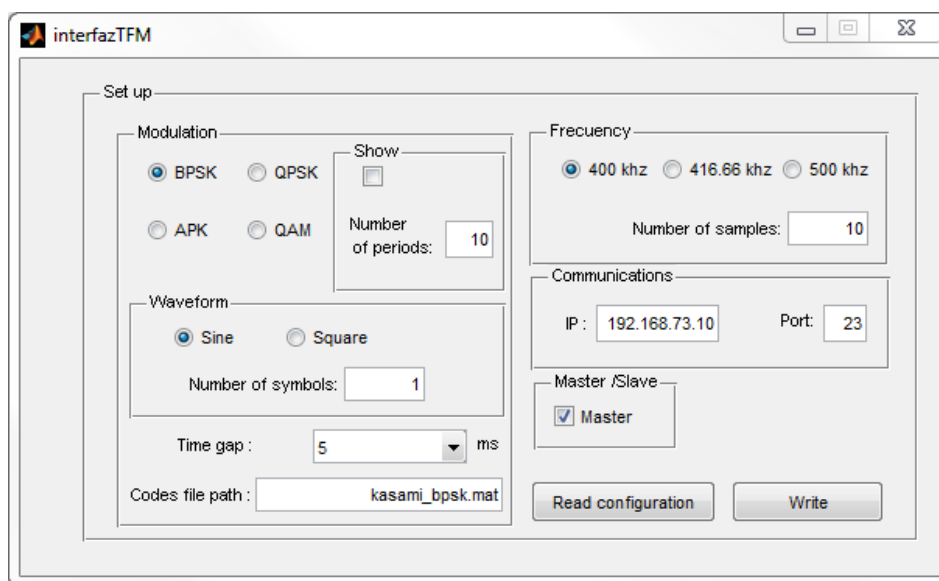 interfazTFM
Set up
Modulation
BPSK
QPSK
APK
QAM
Show
Number
of periods:
10
Waveform
Sine
Square
Number of symbols:
1
Time gap :
5
ms
Codes file path :
kasami_bpsk.mat
Frecuency
400 khz
416.66 khz
500 khz
Number of samples:
10
Communications
IP :
192.168.73.10
Port:
23
Master /Slave
Master
Read configuration
Write